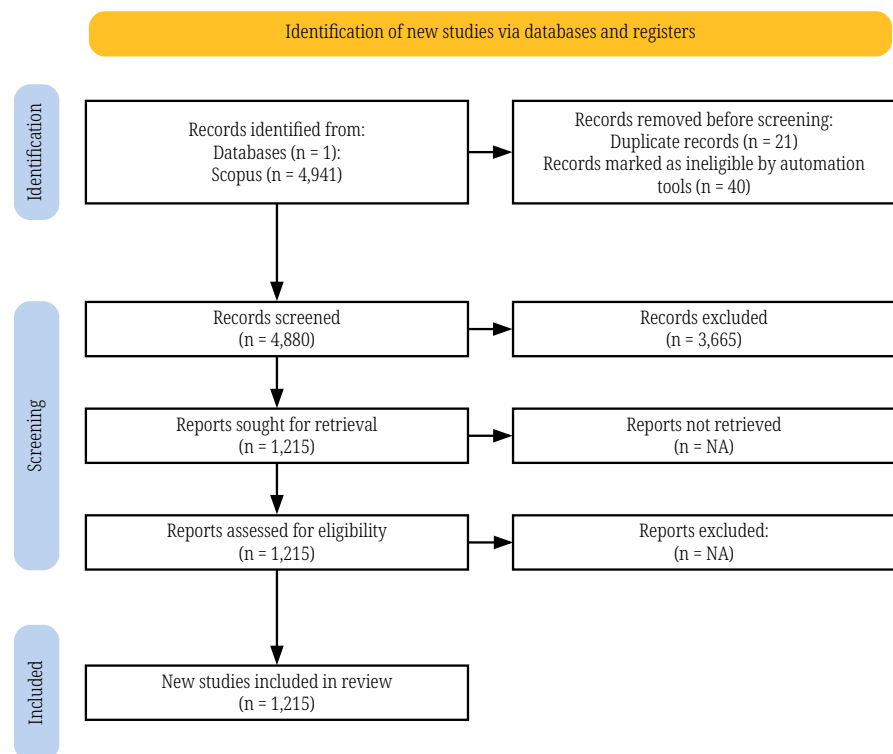 Identification of new studies via databases and registers
Identification
Records identified from:
Databases (n = 1):
Scopus (n = 4,941)
Records removed before screening:
Duplicate records (n = 21)
Records marked as ineligible by automation
tools (n = 40)
Screening
Records screened
(n = 4,880)
Records excluded
(n = 3,665)
Reports sought for retrieval
(n = 1,215)
Reports not retrieved
(n = NA)
Reports assessed for eligibility
(n = 1,215)
Reports excluded:
(n = NA)
Included
New studies included in review
(n = 1,215)